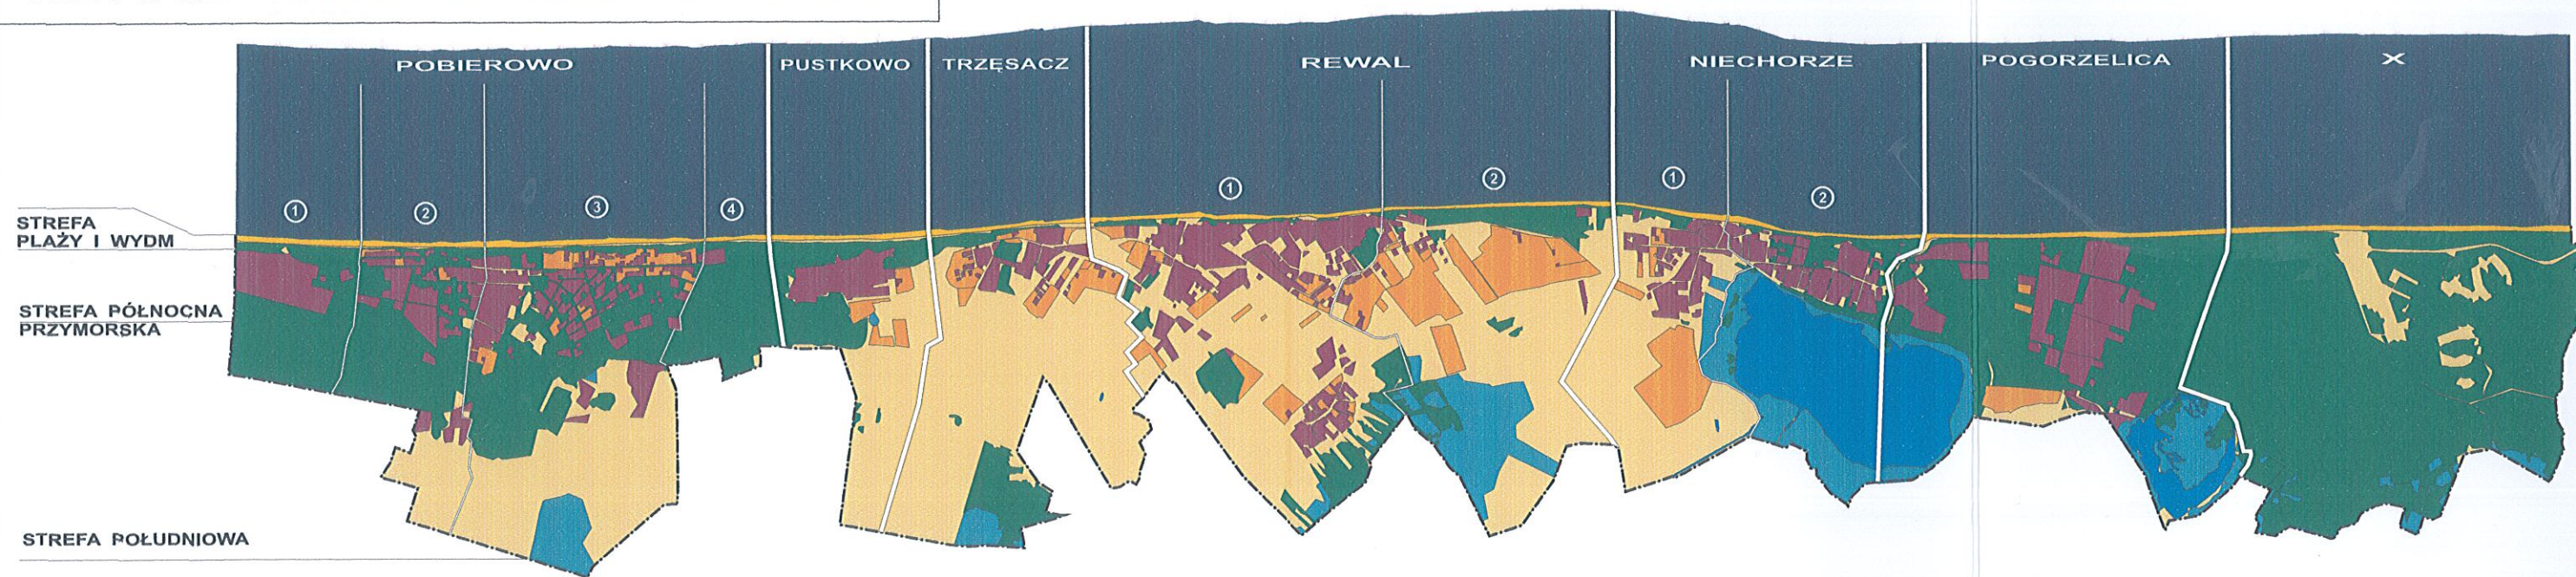 POBIEROWO
PUSTKOWO
TRZĘSACZ
REWAL
NIECHORZE
POGORZELICA
X
1
2
3
4
1
2
1
2
STREFA
PLAŻY I WYDM
STREFA PÓŁNOCNA
PRZYMORSKA
STREFA POŁUDNIOWA